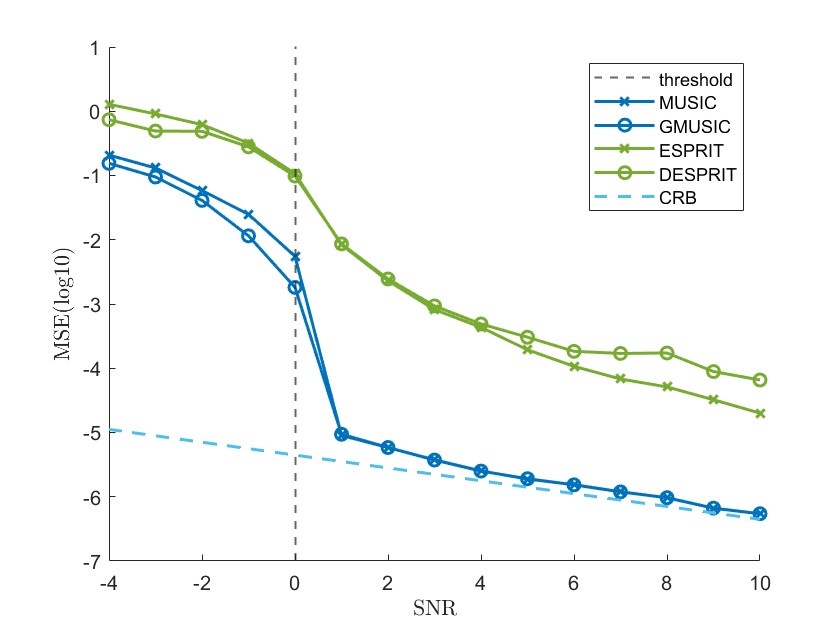 1
0
-1
-2
-3
-4
-5
-6
-7
MSE(log10)
threshold
MUSIC
GMUSIC
ESPRIT
DESPRIT
CRB
-4 -2 0 2 4 6 8 10
SNR